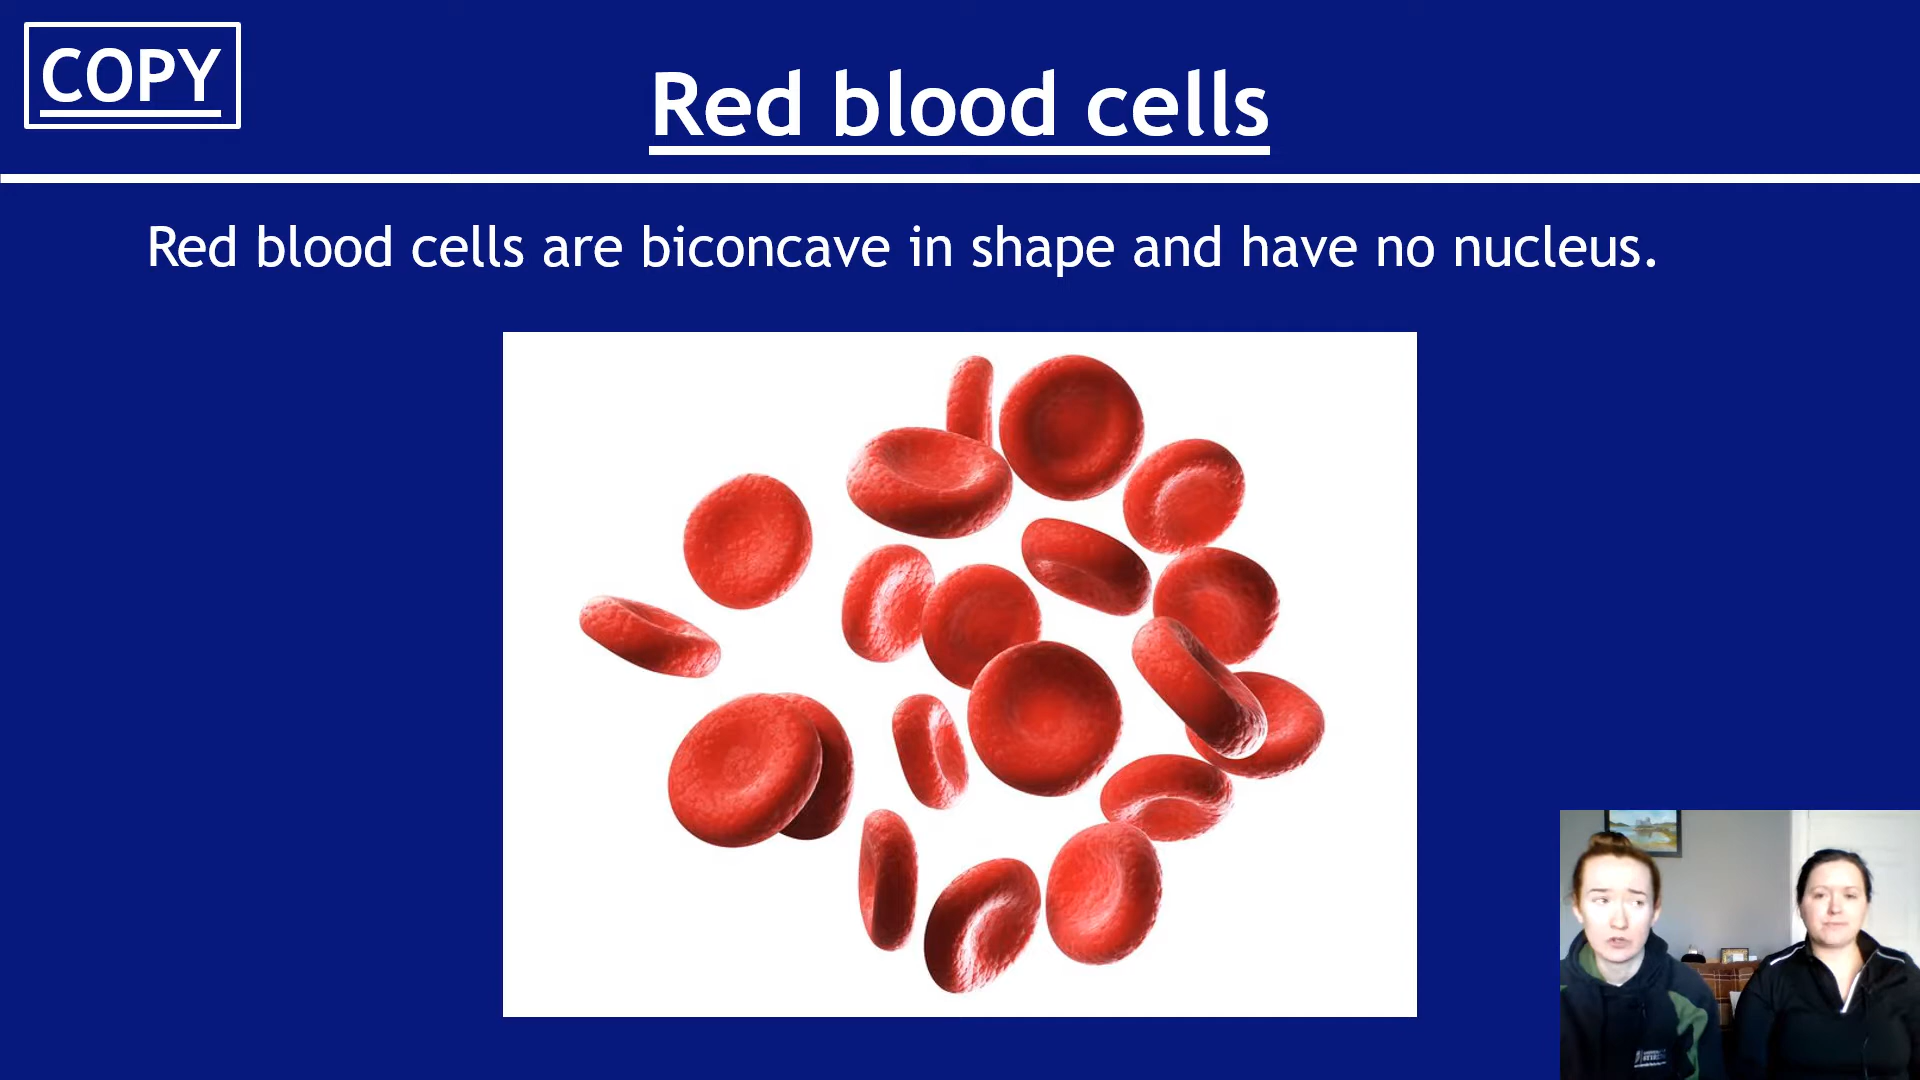 COPY
Red blood cells
Red blood cells are biconcave in shape and have no nucleus.